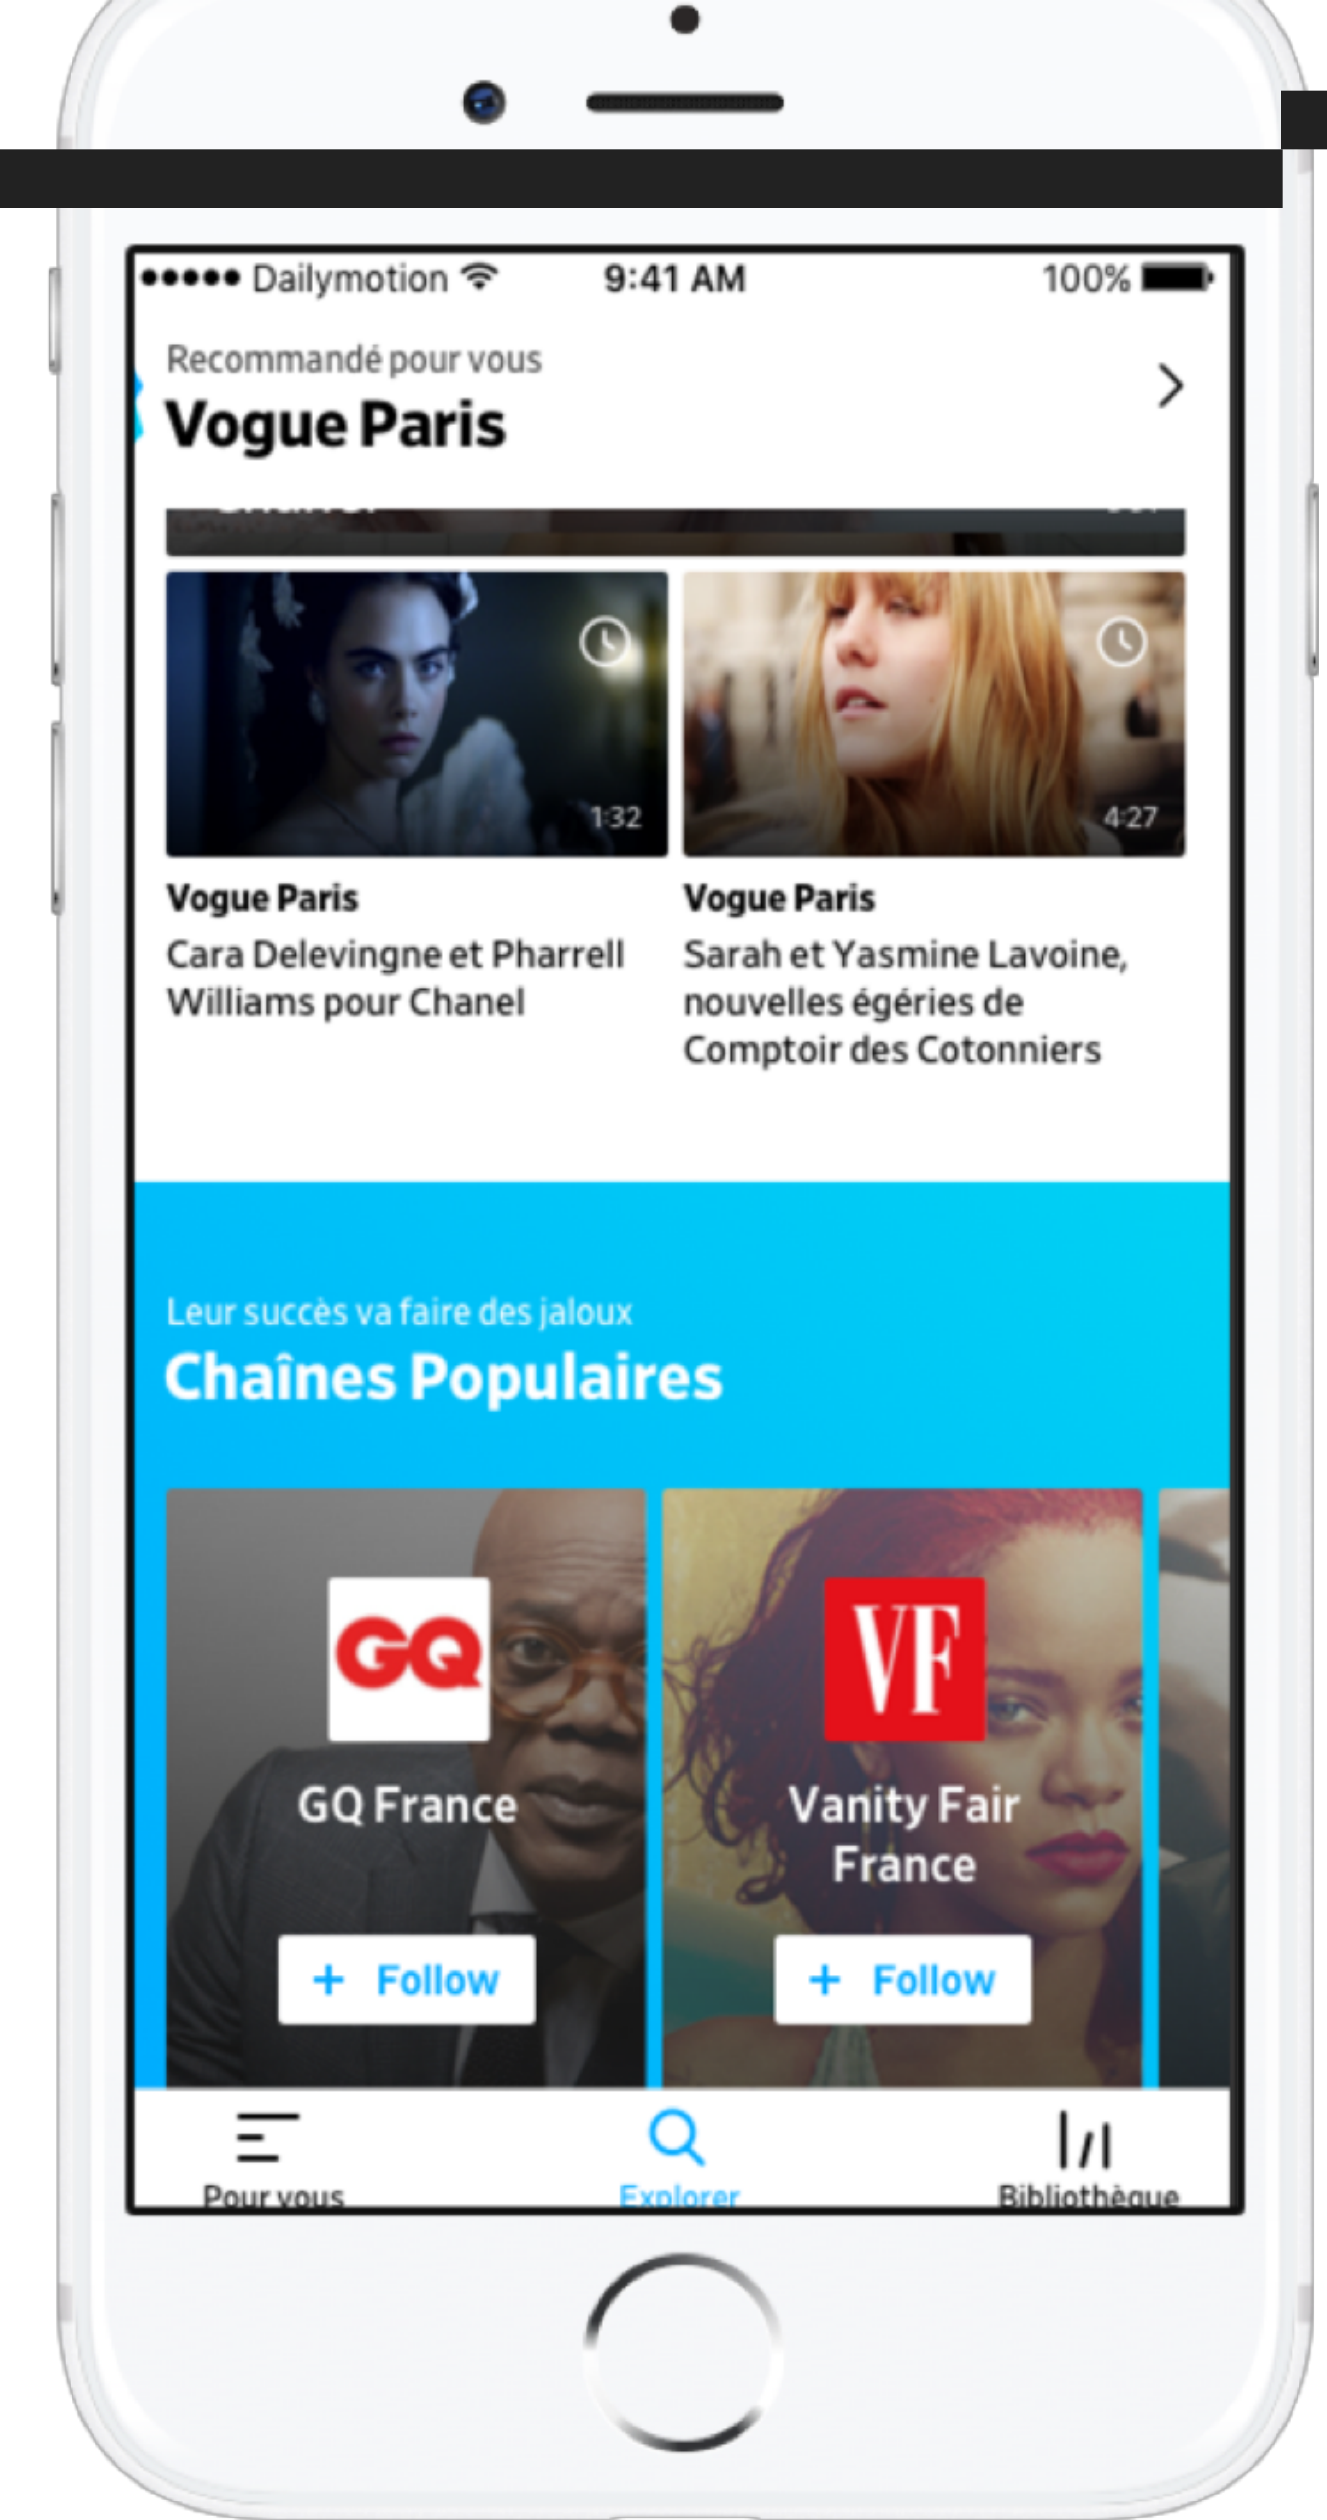 Dailymotion 9:41 AM 100%
Recommandé pour vous
Vogue Paris
1:32
4:27
Vogue Paris
Cara Delevingne et Pharrell
Williams pour Chanel
Vogue Paris
Sarah et Yasmine Lavoine,
nouvelles égéries de
Comptoir des Cotonniers
Leur succès va faire des jaloux
Chaînes Populaires
GQ
GQ France
+ Follow
VF
Vanity Fair
France
+ Follow
Pour vous
Explorer
Bibliothèque